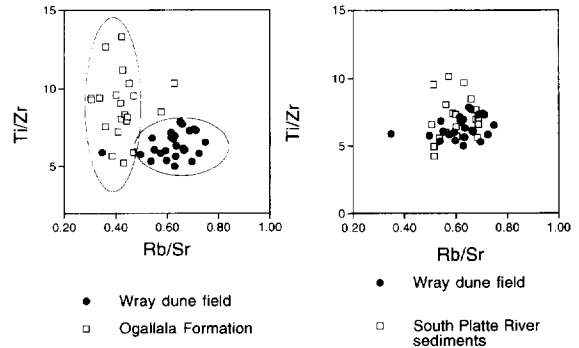 15
10
5
Ti/Zr
0.20 0.40 0.60 0.80 1.00
Rb/Sr
● Wray dune field
□ Ogallala Formation
15
10
5
0
Ti/Zr
0.20 0.40 0.60 0.80 1.00
Rb/Sr
● Wray dune field
□ South Platte River
sediments